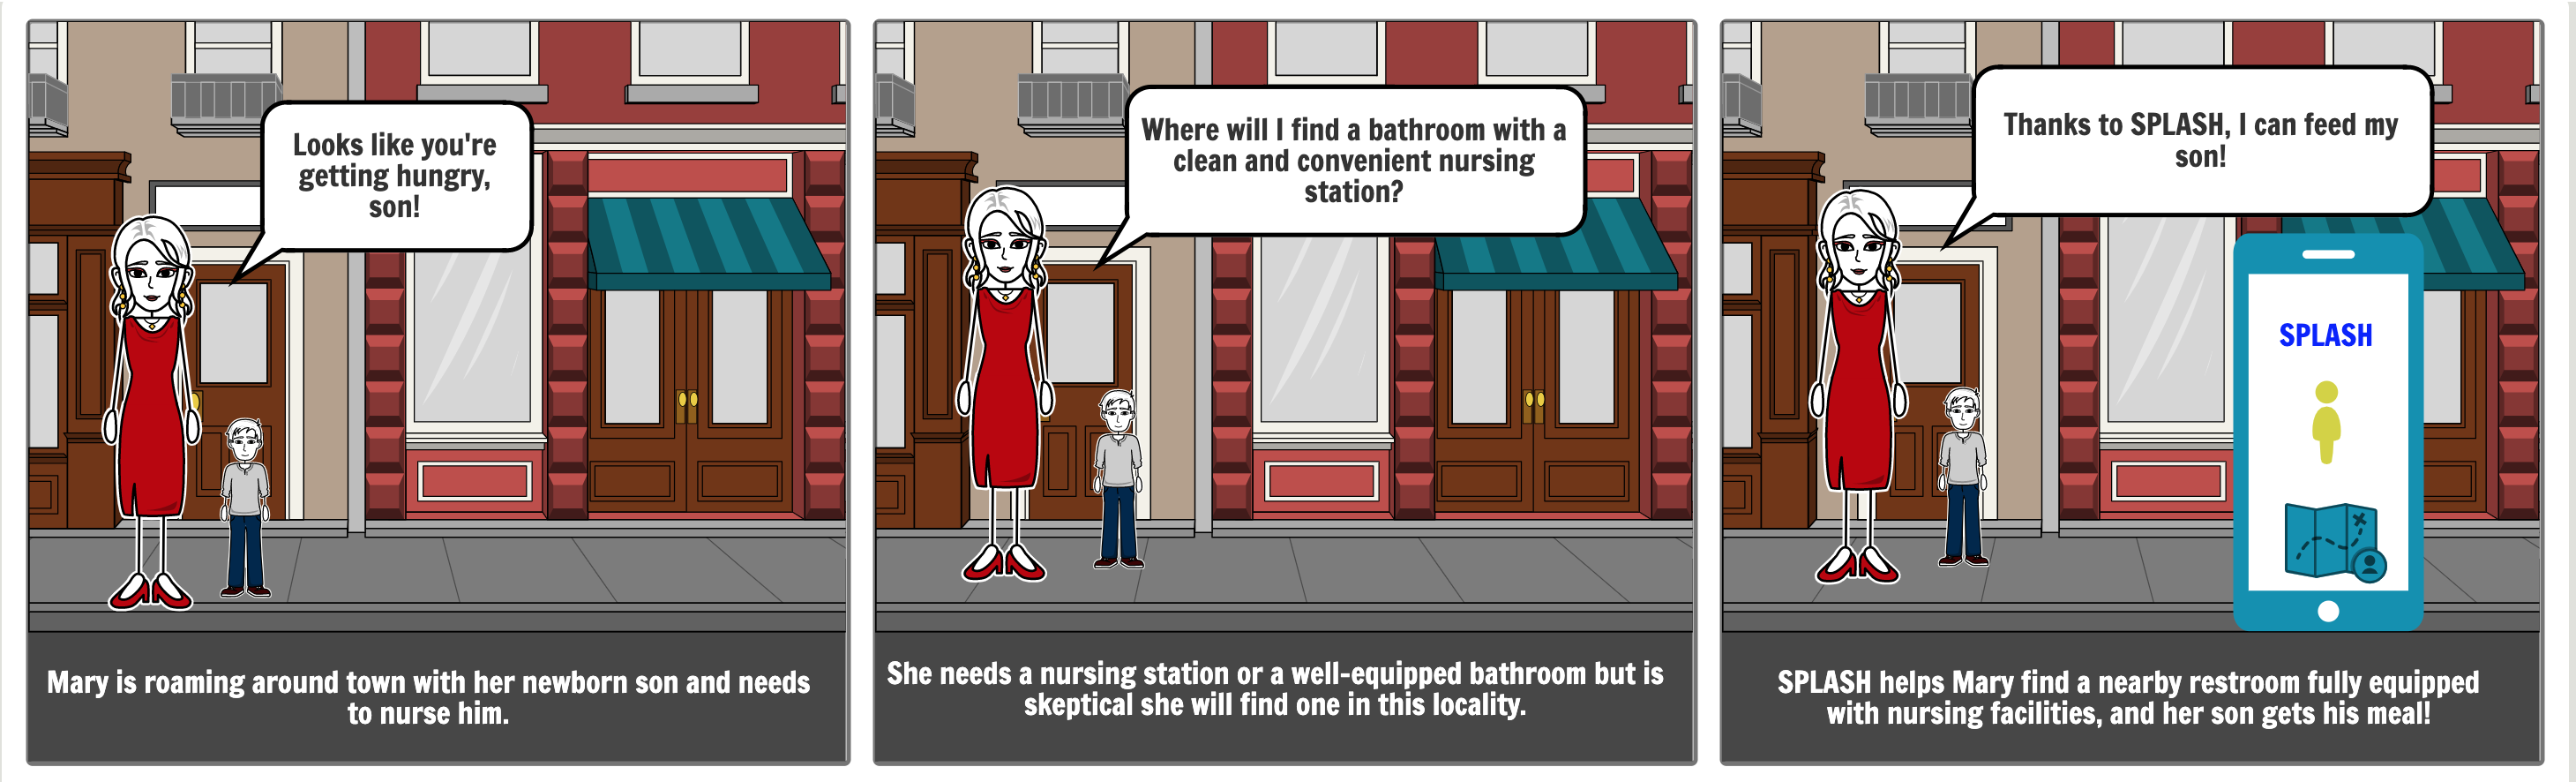 Looks like you're
getting hungry,
son!
Mary is roaming around town with her newborn son and needs
to nurse him.
Where will I find a bathroom with a
clean and convenient nursing
station?
She needs a nursing station or a well-equipped bathroom but is
skeptical she will find one in this locality.
Thanks to SPLASH, I can feed my
son!
SPLASH
SPLASH helps Mary find a nearby restroom fully equipped
with nursing facilities, and her son gets his meal!